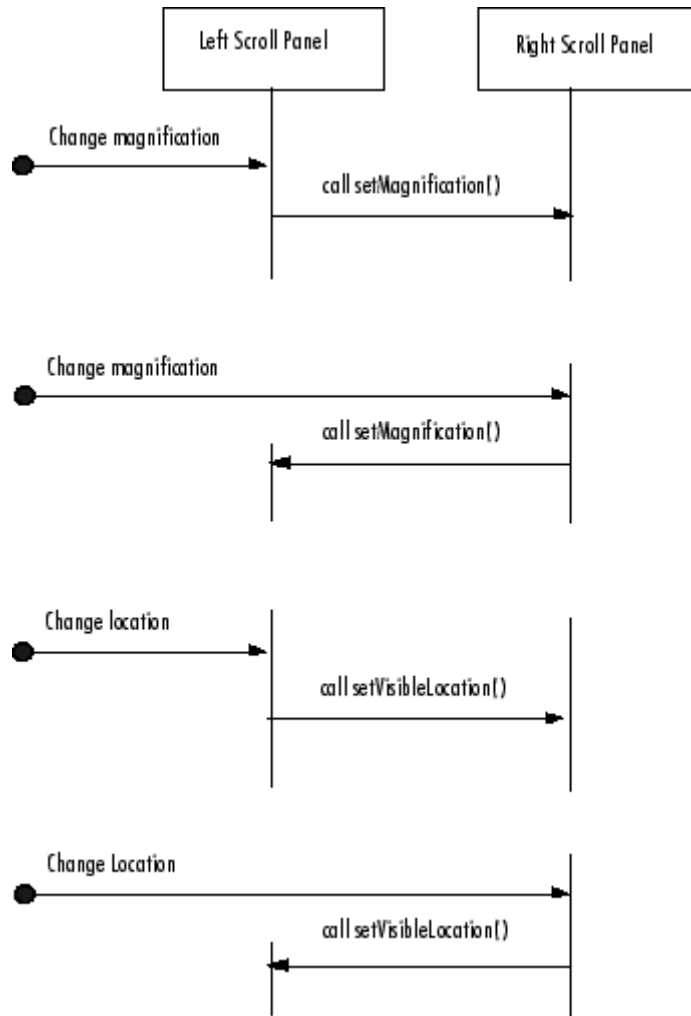 Left Scroll Panel
Right Scroll Panel
Change magnification
call setMagnification()
Change magnification
call setMagnification()
Change location
call setVisibleLocation()
Change Location
call setVisibleLocation()